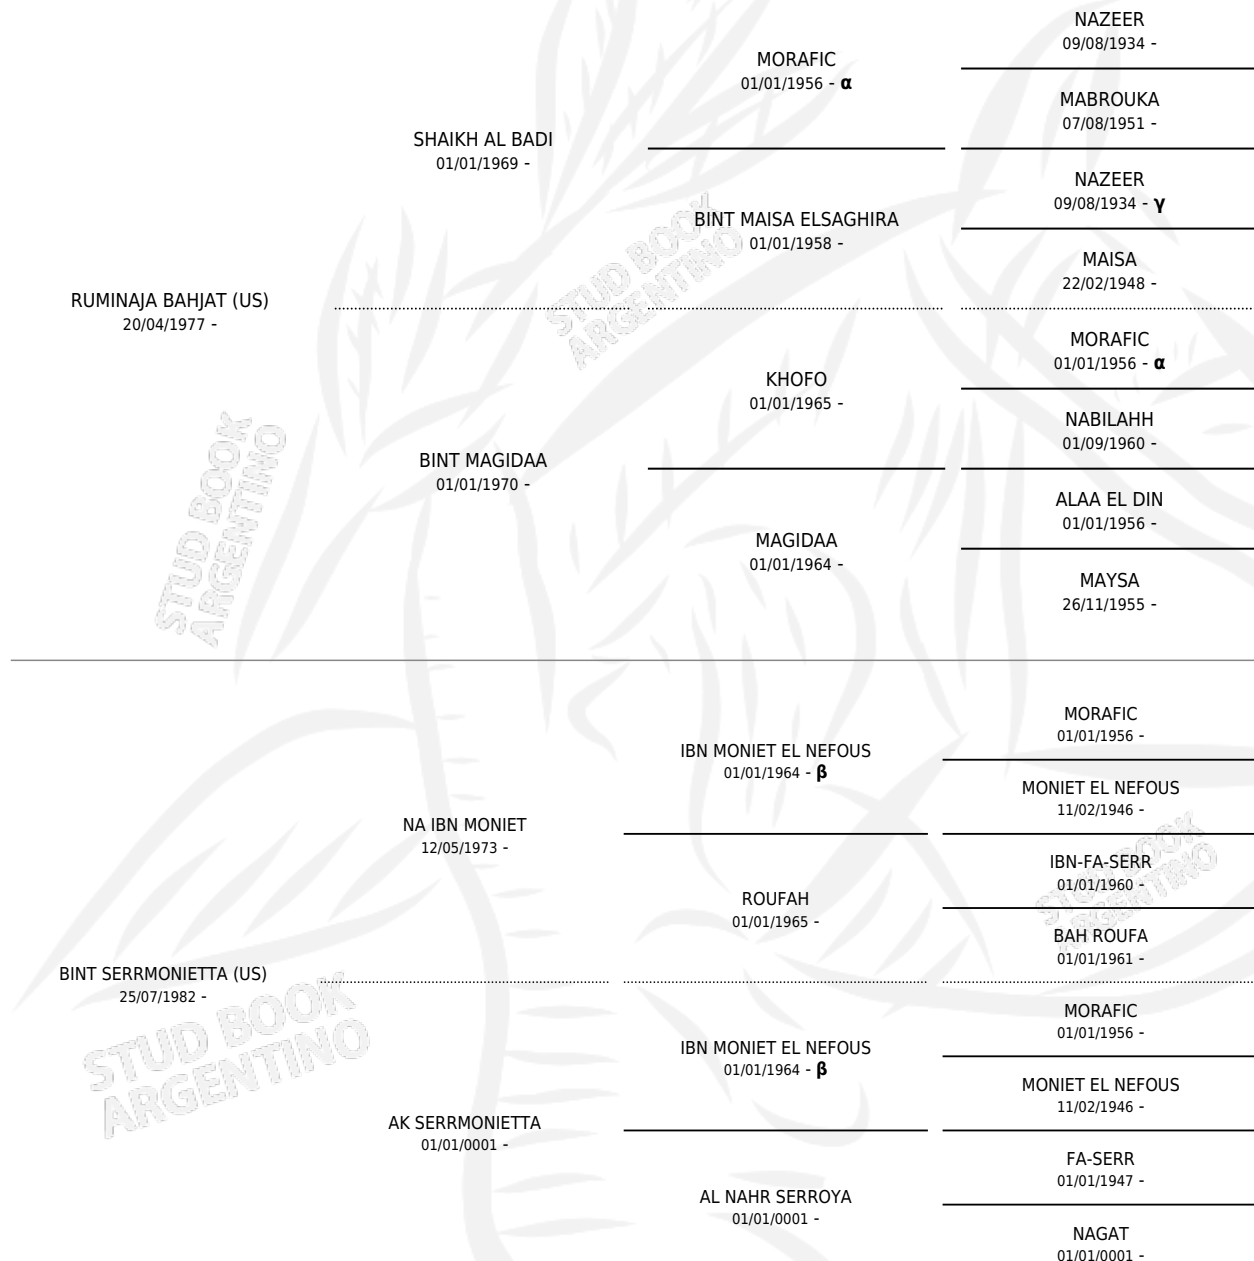 NAZEER
09/08/1934 -
MORAFIC
01/01/1956 - α
MABROUKA
07/08/1951 -
SHAIKH AL BADI
01/01/1969 -
NAZEER
09/08/1934 - γ
BINT MAISA ELSAGHIRA
01/01/1958 -
MAISA
22/02/1948 -
STUD BOOK
ARGENTINO
RUMINAJA BAHJAT (US)
20/04/1977 -
MORAFIC
01/01/1956 - α
KHOFO
01/01/1965 -
NABILAHH
01/09/1960 -
BINT MAGIDAA
01/01/1970 -
STUD BOOK
ARGENTINO
ALAA EL DIN
01/01/1956 -
MAGIDAA
01/01/1964 -
MAYSA
26/11/1955 -
MORAFIC
01/01/1956 -
IBN MONIET EL NEFOUS
01/01/1964 - β
MONIET EL NEFOUS
11/02/1946 -
NA IBN MONIET
12/05/1973 -
STUD BOOK
ARGENTINO
IBN-FA-SERR
01/01/1960 -
ROUFAH
01/01/1965 -
BAH ROUFA
01/01/1961 -
BINT SERRMONIETTA (US)
25/07/1982 -
STUD BOOK
ARGENTINO
MORAFIC
01/01/1956 -
IBN MONIET EL NEFOUS
01/01/1964 - β
MONIET EL NEFOUS
11/02/1946 -
AK SERRMONIETTA
01/01/0001 -
FA-SERR
01/01/1947 -
AL NAHR SERROYA
01/01/0001 -
NAGAT
01/01/0001 -